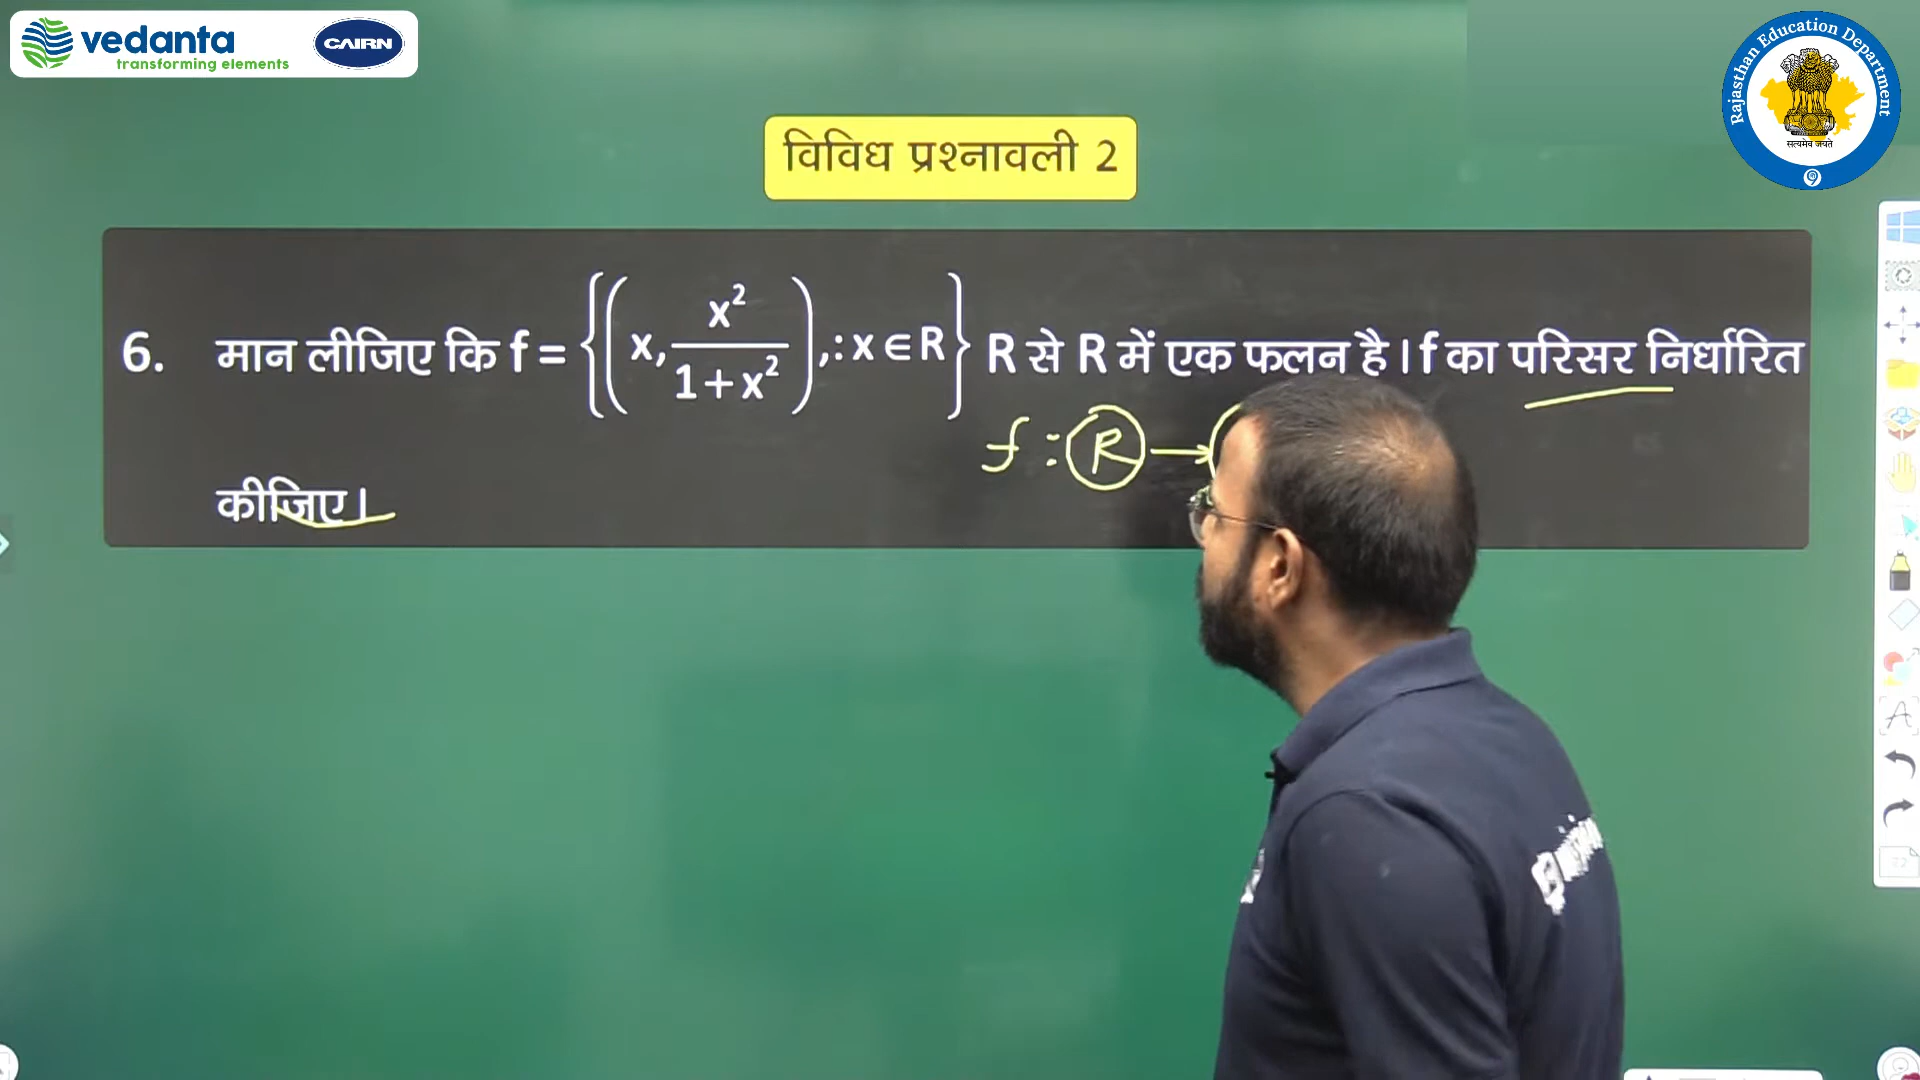 vedanta
transforming elements
CAIRN
Rajasthan Education Department
सत्यमेव जयते
विविध प्रश्नावली 2
6. मान लीजिए कि f = {(x, x²/(1+x²)),: x ∈ R} R से R में एक फलन है। f का परिसर निर्धारित
f : R →
कीजिए।